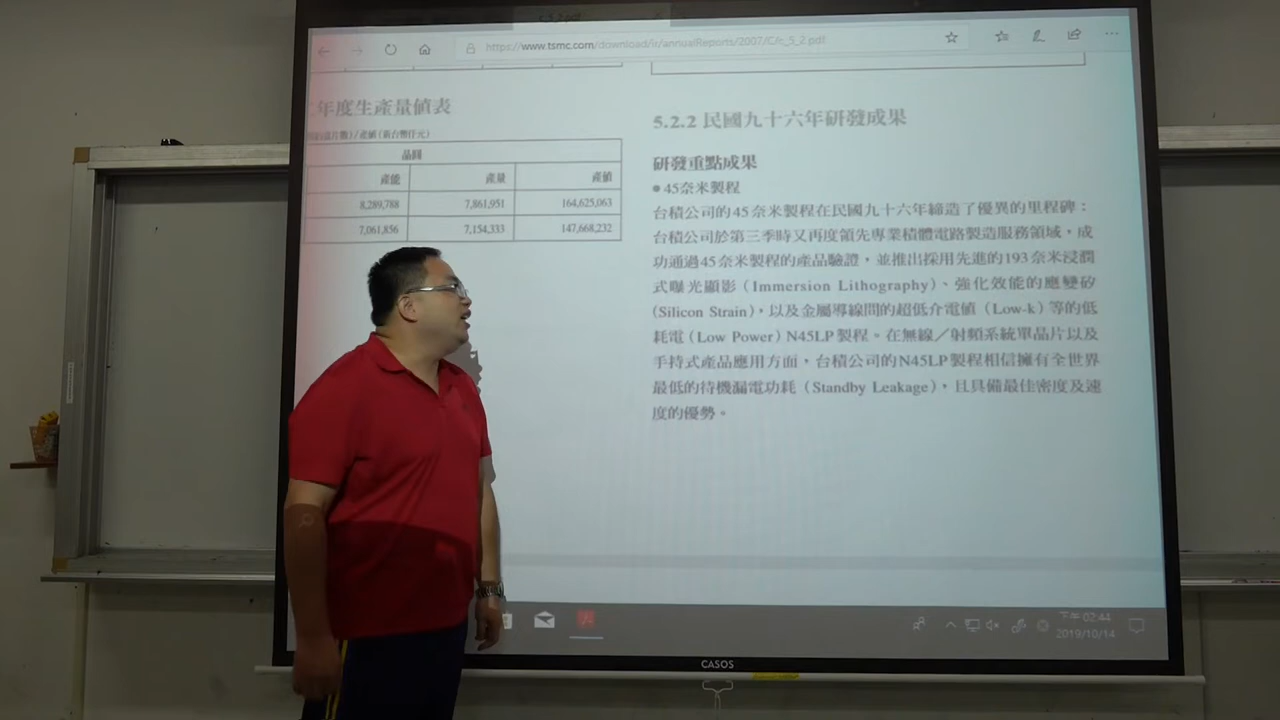 https://www.tsmc.com/download/ir/annualReports/2007/C/c_5_2.pdf
年度生產量值表
產值（新台幣仟元）
晶圓
產能 產量 產值
8,289,788 7,861,951 164,625,063
7,061,856 7,154,333 147,668,232
5.2.2 民國九十六年研發成果
研發重點成果
● 45奈米製程
台積公司的45奈米製程在民國九十六年締造了優異的里程碑：
台積公司於第三季時又再度領先專業積體電路製造服務領域，成
功通過45奈米製程的產品驗證，並推出採用先進的193奈米浸潤
式曝光顯影（Immersion Lithography）、強化效能的應變矽
(Silicon Strain)，以及金屬導線間的超低介電值（Low-k）等的低
耗電（Low Power）N45LP製程。在無線／射頻系統單晶片以及
手持式產品應用方面，台積公司的N45LP製程相信擁有全世界
最低的待機漏電功耗（Standby Leakage），且具備最佳密度及速
度的優勢。
下午 02:44
2019/10/14
CASOS